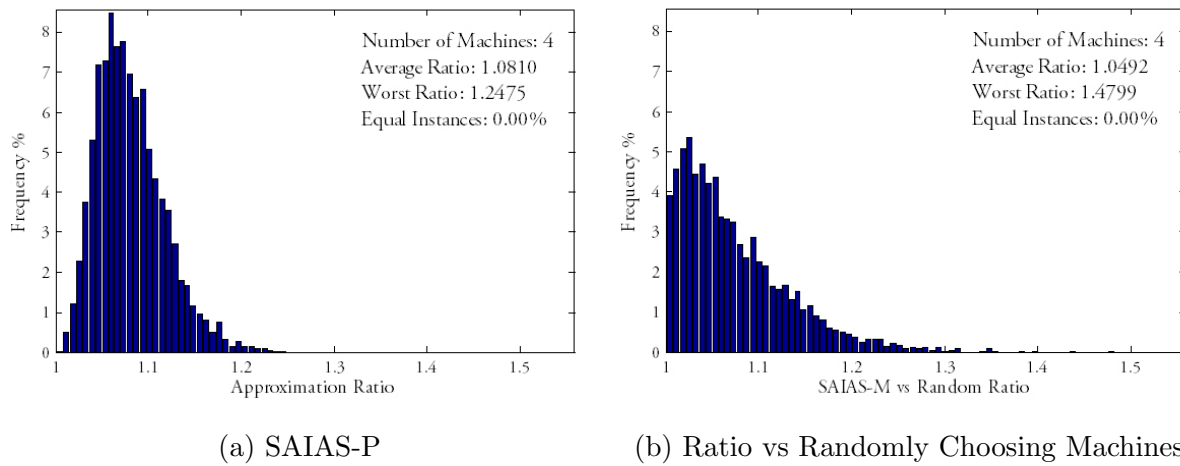 Number of Machines: 4
Average Ratio: 1.0810
Worst Ratio: 1.2475
Equal Instances: 0.00%
Frequency %
8
7
6
5
4
3
2
1
0
1 1.1 1.2 1.3 1.4 1.5
Approximation Ratio
(a) SAIAS-P
Number of Machines: 4
Average Ratio: 1.0492
Worst Ratio: 1.4799
Equal Instances: 0.00%
Frequency %
8
7
6
5
4
3
2
1
0
1 1.1 1.2 1.3 1.4 1.5
SAIAS-M vs Random Ratio
(b) Ratio vs Randomly Choosing Machines